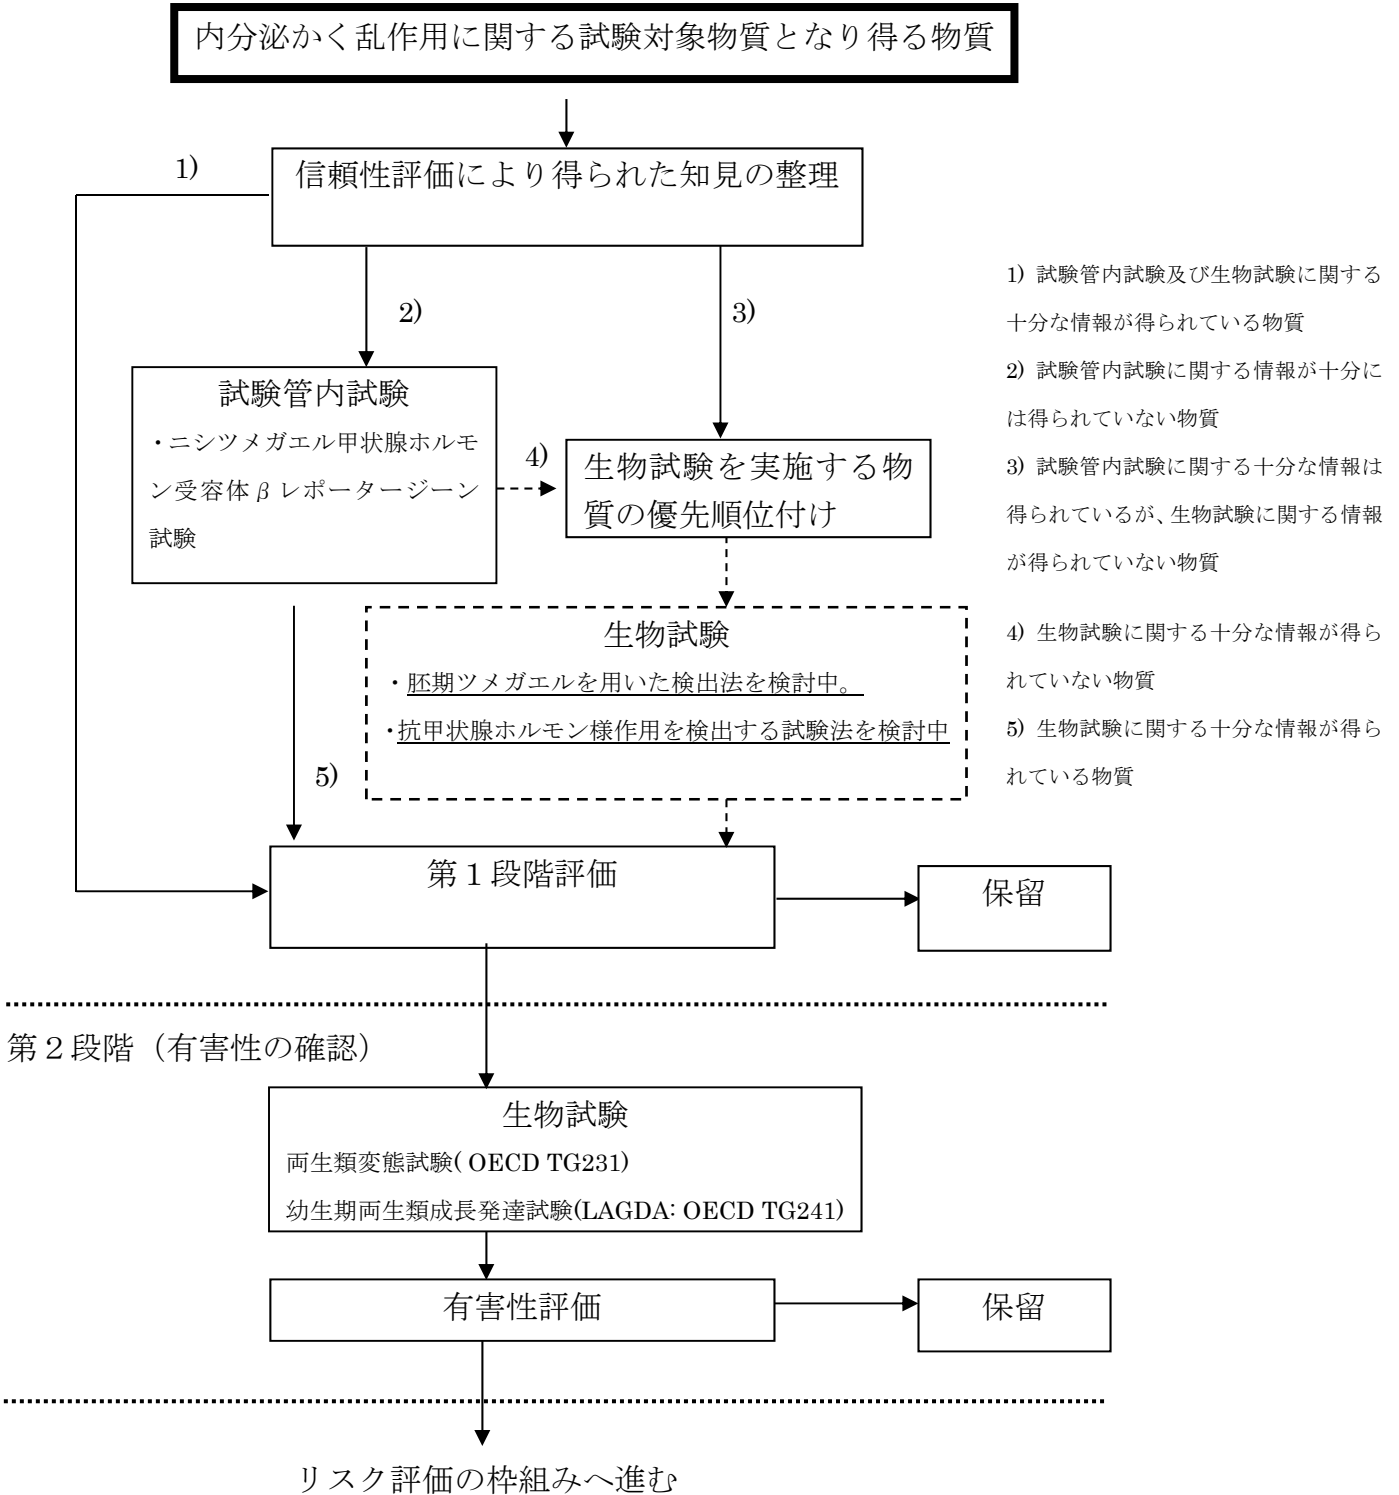 内分泌かく乱作用に関する試験対象物質となり得る物質
1)
信頼性評価により得られた知見の整理
2)
3)
1) 試験管内試験及び生物試験に関する
十分な情報が得られている物質
2) 試験管内試験に関する情報が十分に
は得られていない物質
3) 試験管内試験に関する十分な情報は
得られているが、生物試験に関する情報
が得られていない物質
4) 生物試験に関する十分な情報が得ら
れていない物質
5) 生物試験に関する十分な情報が得ら
れている物質
試験管内試験
・ニシツメガエル甲状腺ホルモ
ン受容体βレポータージーン
試験
4)
生物試験を実施する物
質の優先順位付け
生物試験
・胚期ツメガエルを用いた検出法を検討中。
・抗甲状腺ホルモン様作用を検出する試験法を検討中
5)
第１段階評価
保留
第２段階（有害性の確認）
生物試験
両生類変態試験( OECD TG231)
幼生期両生類成長発達試験(LAGDA: OECD TG241)
有害性評価
保留
リスク評価の枠組みへ進む